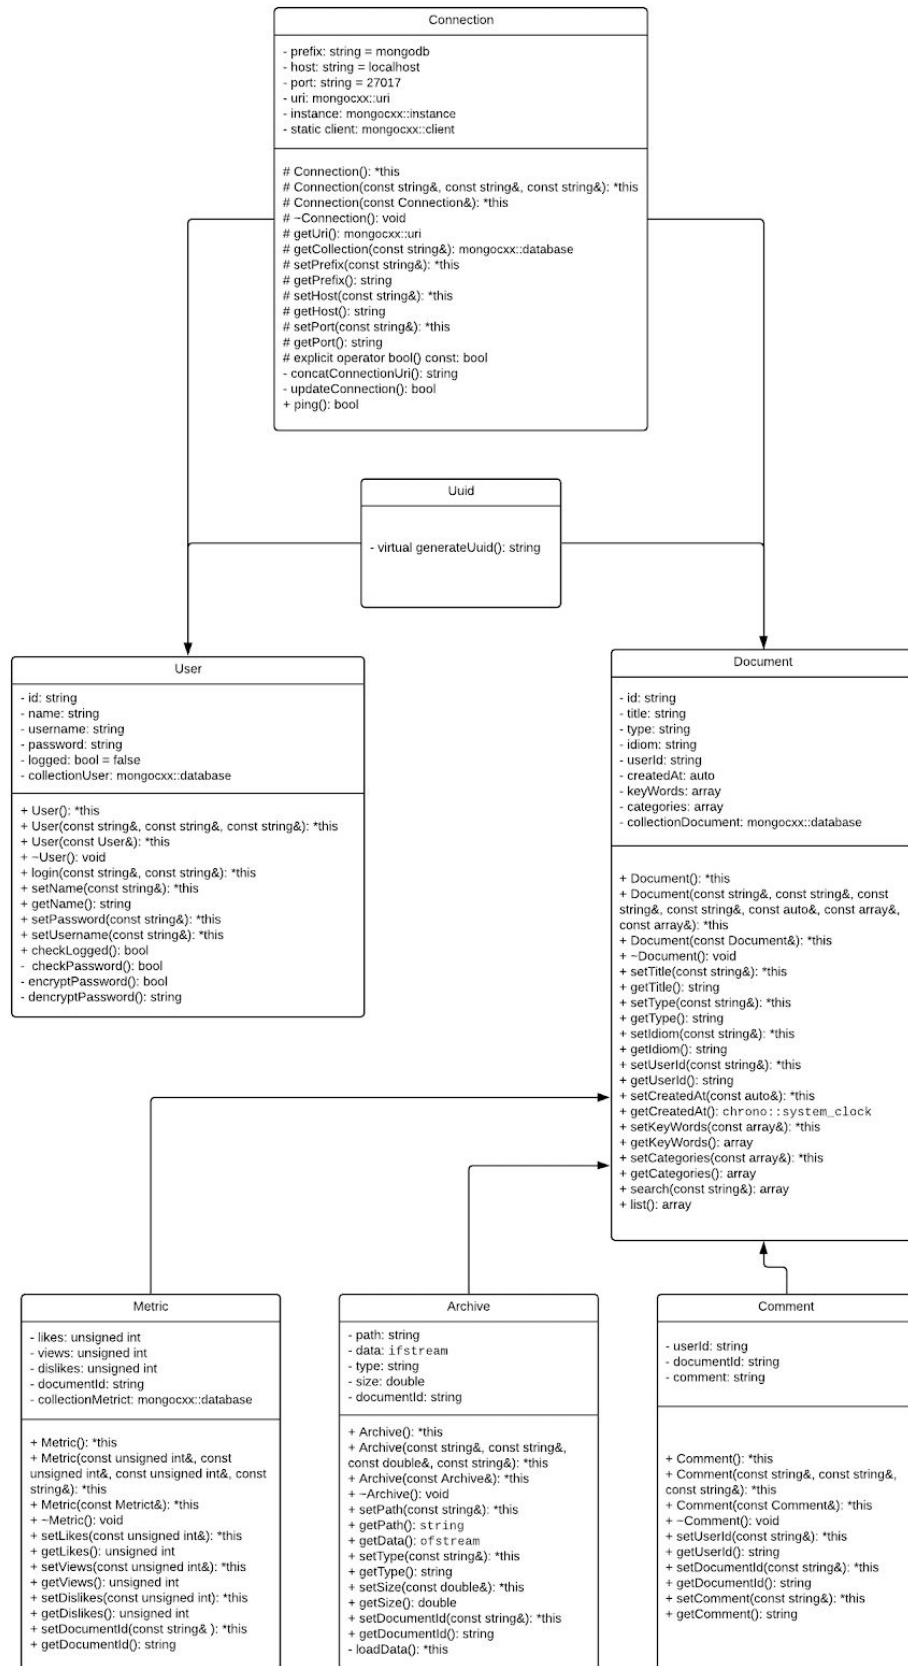 Connection
- prefix: string = mongodb
- host: string = localhost
- port: string = 27017
- uri: mongocxx::uri
- instance: mongocxx::instance
- static client: mongocxx::client
# Connection(): *this
# Connection(const string&, const string&, const string&): *this
# Connection(const Connection&): *this
# ~Connection(): void
# getUri(): mongocxx::uri
# getCollection(const string&): mongocxx::database
# setPrefix(const string&): *this
# getPrefix(): string
# setHost(const string&): *this
# getHost(): string
# setPort(const string&): *this
# getPort(): string
# explicit operator bool() const: bool
- concatConnectionUri(): string
- updateConnection(): bool
+ ping(): bool
Uuid
- virtual generateUuid(): string
User
- id: string
- name: string
- username: string
- password: string
- logged: bool = false
- collectionUser: mongocxx::database
+ User(): *this
+ User(const string&, const string&, const string&): *this
+ User(const User&): *this
+ ~User(): void
+ login(const string&, const string&): *this
+ setName(const string&): *this
+ getName(): string
+ setPassword(const string&): *this
+ setUsername(const string&): *this
+ checkLogged(): bool
- checkPassword(): bool
- encryptPassword(): bool
- dencryptPassword(): string
Document
- id: string
- title: string
- type: string
- idiom: string
- userId: string
- createdAt: auto
- keyWords: array
- categories: array
- collectionDocument: mongocxx::database
+ Document(): *this
+ Document(const string&, const string&, const
string&, const string&, const auto&, const array&,
const array&): *this
+ Document(const Document&): *this
+ ~Document(): void
+ setTitle(const string&): *this
+ getTitle(): string
+ setType(const string&): *this
+ getType(): string
+ setIdiom(const string&): *this
+ getIdiom(): string
+ setUserId(const string&): *this
+ getUserId(): string
+ setCreatedAt(const auto&): *this
+ getCreatedAt(): chrono::system_clock
+ setKeyWords(const array&): *this
+ getKeyWords(): array
+ setCategories(const array&): *this
+ getCategories(): array
+ search(const string&): array
+ list(): array
Metric
- likes: unsigned int
- views: unsigned int
- dislikes: unsigned int
- documentId: string
- collectionMetrict: mongocxx::database
+ Metric(): *this
+ Metric(const unsigned int&, const
unsigned int&, const unsigned int&, const
string&): *this
+ Metric(const Metrict&): *this
+ ~Metric(): void
+ setLikes(const unsigned int&): *this
+ getLikes(): unsigned int
+ setViews(const unsigned int&): *this
+ getViews(): unsigned int
+ setDislikes(const unsigned int): *this
+ getDislikes(): unsigned int
+ setDocumentId(const string& ): *this
+ getDocumentId(): string
Archive
- path: string
- data: ifstream
- type: string
- size: double
- documentId: string
+ Archive(): *this
+ Archive(const string&, const string&,
const double&, const string&): *this
+ Archive(const Archive&): *this
+ ~Archive(): void
+ setPath(const string&): *this
+ getPath(): string
+ getData(): ofstream
+ setType(const string&): *this
+ getType(): string
+ setSize(const double&): *this
+ getSize(): double
+ setDocumentId(const string&): *this
+ getDocumentId(): string
- loadData(): *this
Comment
- userId: string
- documentId: string
- comment: string
+ Comment(): *this
+ Comment(const string&, const string&,
const string&): *this
+ Comment(const Comment&): *this
+ ~Comment(): void
+ setUserId(const string&): *this
+ getUserId(): string
+ setDocumentId(const string&): *this
+ getDocumentId(): string
+ setComment(const string&): *this
+ getComment(): string